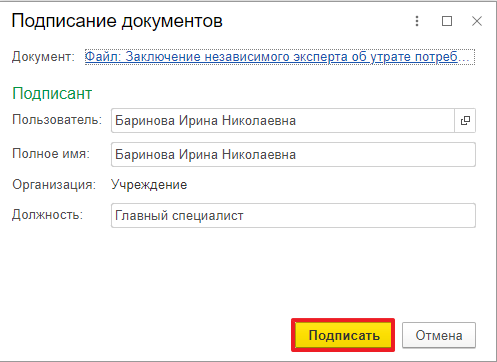 Подписание документов
Документ: Файл: Заключение независимого эксперта об утрате потреб...
Подписант
Пользователь: Баринова Ирина Николаевна
Полное имя: Баринова Ирина Николаевна
Организация: Учреждение
Должность: Главный специалист
Подписать Отмена